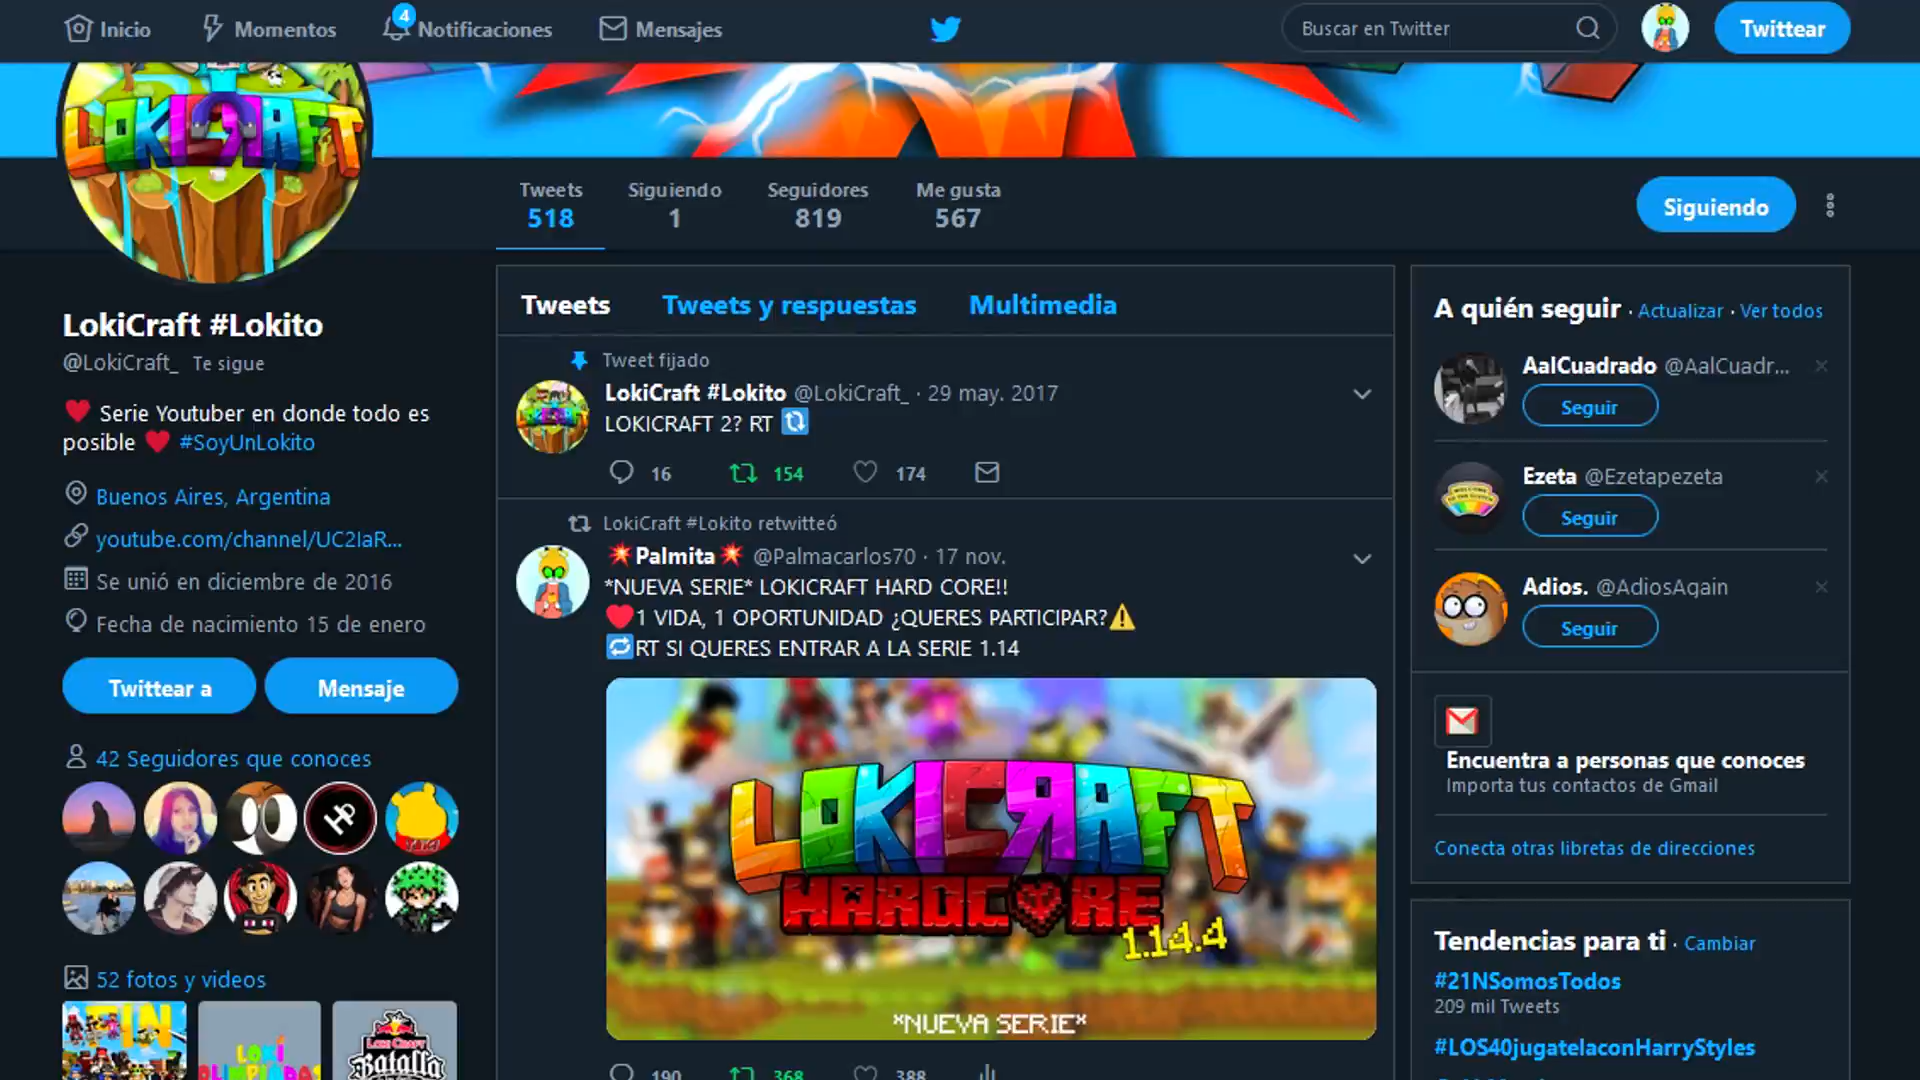 Inicio
Momentos
4
Notificaciones
Mensajes
Buscar en Twitter
Twittear
LOKICRAFT
Tweets
518
Siguiendo
1
Seguidores
819
Me gusta
567
Siguiendo
LokiCraft #Lokito
@LokiCraft_ Te sigue
❤️ Serie Youtuber en donde todo es
posible ❤️ #SoyUnLokito
Buenos Aires, Argentina
youtube.com/channel/UC2IaR...
Se unió en diciembre de 2016
Fecha de nacimiento 15 de enero
Twittear a
Mensaje
42 Seguidores que conoces
52 fotos y videos
LOKI
OLIMPIADAS
LOKI CRAFT
Batalla
Tweets
Tweets y respuestas
Multimedia
Tweet fijado
LokiCraft #Lokito @LokiCraft_ · 29 may. 2017
LOKICRAFT 2? RT 🔃
16
154
174
LokiCraft #Lokito retwitteó
💥Palmita💥 @Palmacarlos70 · 17 nov.
*NUEVA SERIE* LOKICRAFT HARD CORE!!
❤️1 VIDA, 1 OPORTUNIDAD ¿QUERES PARTICIPAR?⚠️
🔁RT SI QUERES ENTRAR A LA SERIE 1.14
LOKICRAFT
HARDCORE
1.14.4
*NUEVA SERIE*
190
368
388
A quién seguir · Actualizar · Ver todos
AalCuadrado @AalCuadr...
Seguir
Ezeta @Ezetapezeta
Seguir
Adios. @AdiosAgain
Seguir
Encuentra a personas que conoces
Importa tus contactos de Gmail
Conecta otras libretas de direcciones
Tendencias para ti · Cambiar
#21NSomosTodos
209 mil Tweets
#LOS40jugatelaconHarryStyles